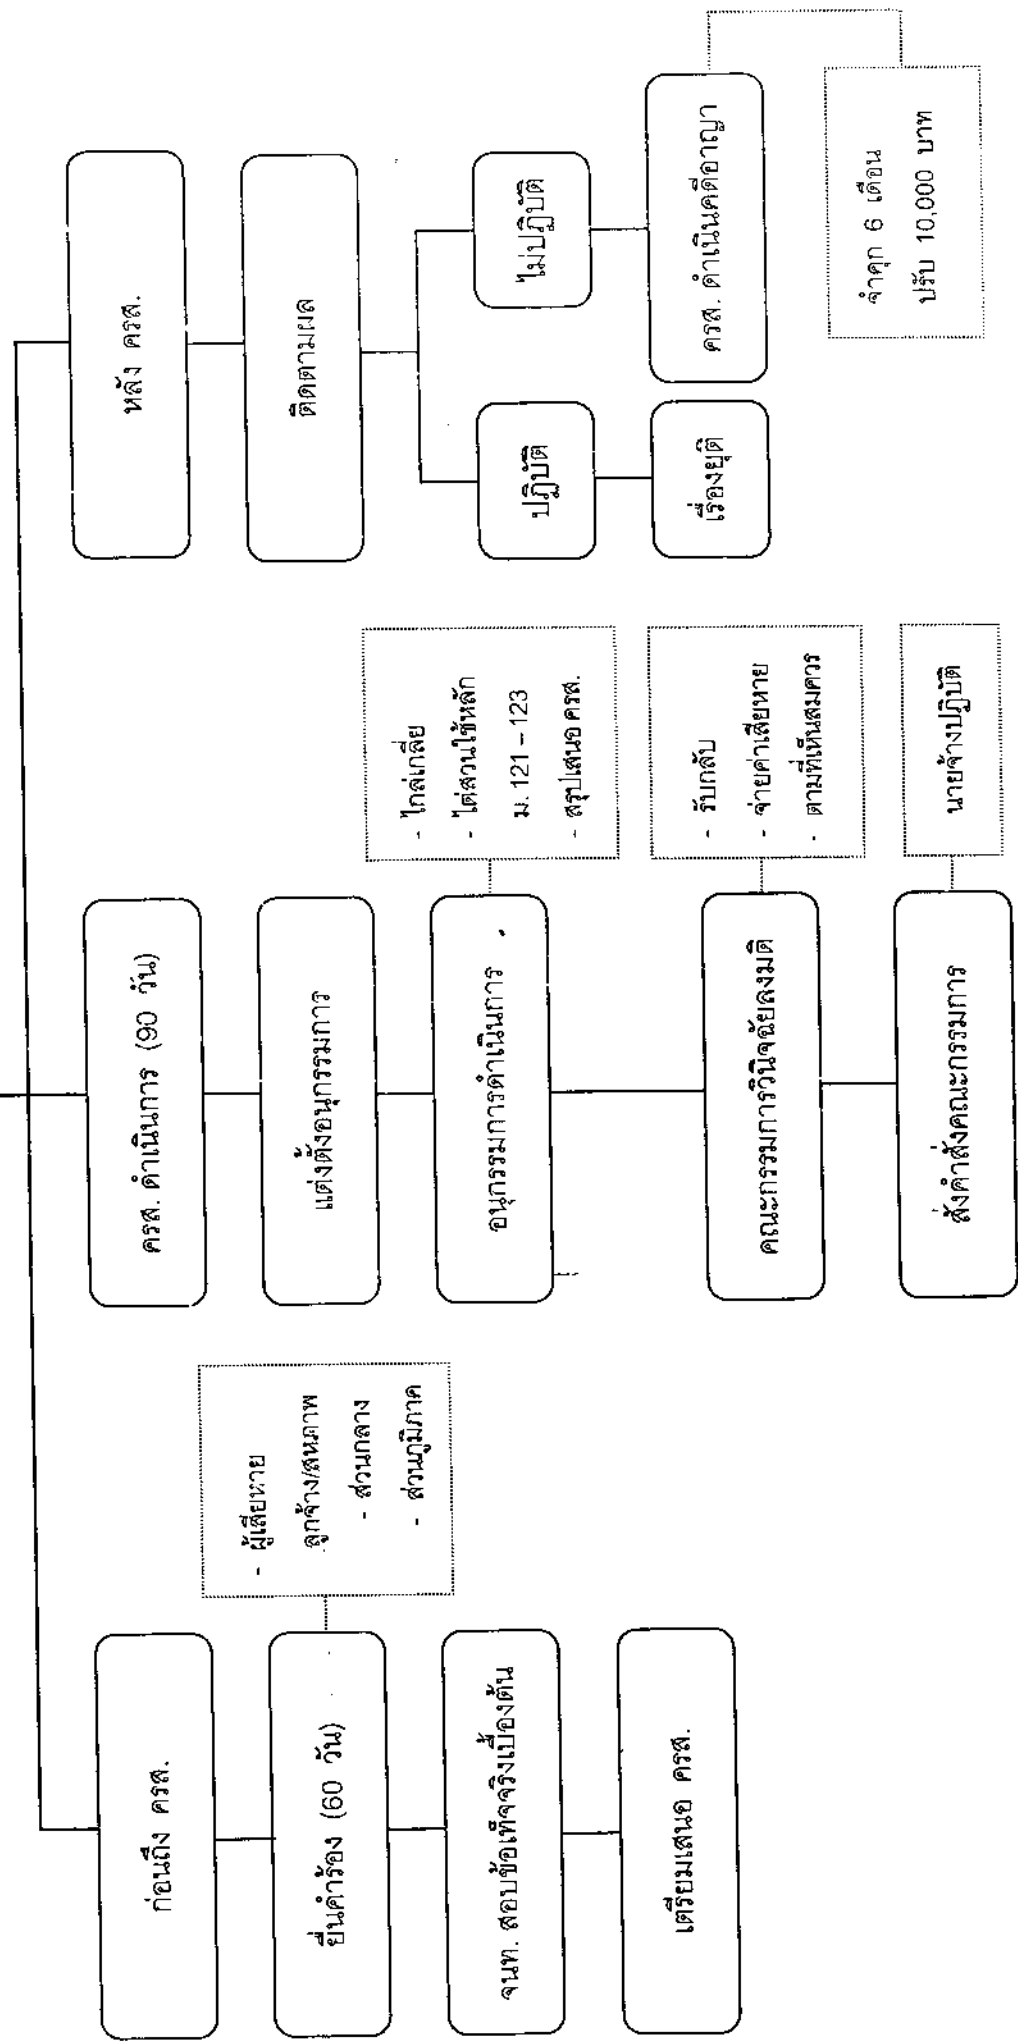 ก่อนถึง ครส.
ยื่นคำร้อง (60 วัน)
- ผู้เสียหาย
ลูกจ้าง/สหภาพ
- ส่วนกลาง
- ส่วนภูมิภาค
จนท. สอบข้อเท็จจริงเบื้องต้น
เตรียมเสนอ ครส.
ครส. ดำเนินการ (90 วัน)
แต่งตั้งอนุกรรมการ
อนุกรรมการดำเนินการ
- ไกล่เกลี่ย
- ไต่สวนใช้หลัก
ม. 121 – 123
- สรุปเสนอ ครส.
คณะกรรมการวินิจฉัยลงมติ
- รับกลับ
- จ่ายค่าเสียหาย
- ตามที่เห็นสมควร
ส่งคำสั่งคณะกรรมการ
นายจ้างปฏิบัติ
หลัง ครส.
ติดตามผล
ปฏิบัติ
ไม่ปฏิบัติ
เรื่องยุติ
ครส. ดำเนินคดีอาญา
จำคุก 6 เดือน
ปรับ 10,000 บาท